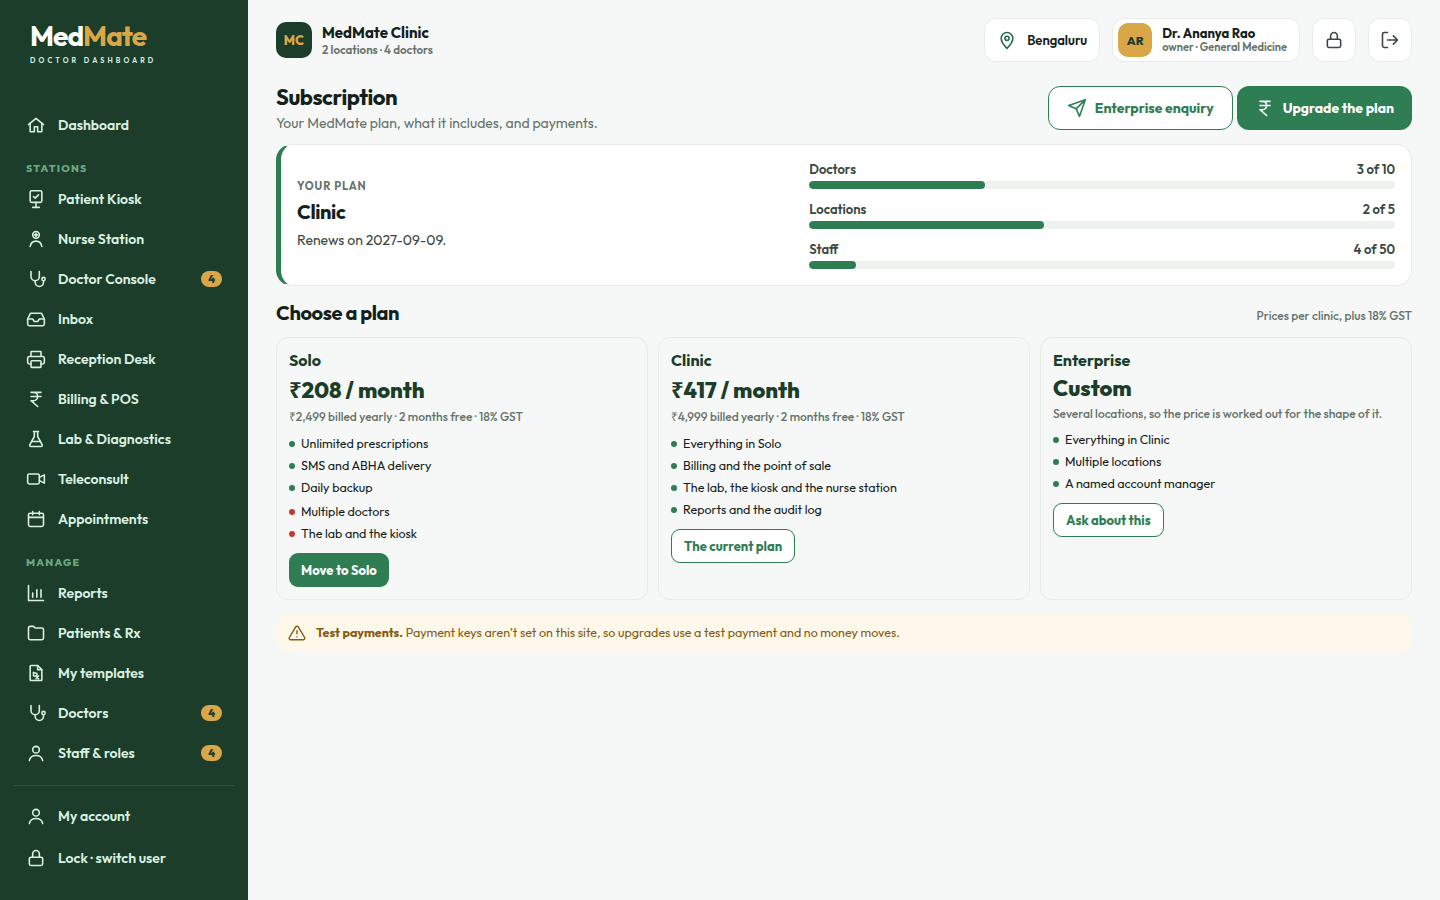 MedMate
DOCTOR DASHBOARD
Dashboard
STATIONS
Patient Kiosk
Nurse Station
Doctor Console 4
Inbox
Reception Desk
Billing & POS
Lab & Diagnostics
Teleconsult
Appointments
MANAGE
Reports
Patients & Rx
My templates
Doctors 4
Staff & roles 4
My account
Lock · switch user
MC
MedMate Clinic
2 locations · 4 doctors
Bengaluru
AR
Dr. Ananya Rao
owner · General Medicine
Subscription
Your MedMate plan, what it includes, and payments.
Enterprise enquiry
₹ Upgrade the plan
YOUR PLAN
Clinic
Renews on 2027-09-09.
Doctors 3 of 10
Locations 2 of 5
Staff 4 of 50
Choose a plan
Prices per clinic, plus 18% GST
Solo
₹208 / month
₹2,499 billed yearly · 2 months free · 18% GST
Unlimited prescriptions
SMS and ABHA delivery
Daily backup
Multiple doctors
The lab and the kiosk
Move to Solo
Clinic
₹417 / month
₹4,999 billed yearly · 2 months free · 18% GST
Everything in Solo
Billing and the point of sale
The lab, the kiosk and the nurse station
Reports and the audit log
The current plan
Enterprise
Custom
Several locations, so the price is worked out for the shape of it.
Everything in Clinic
Multiple locations
A named account manager
Ask about this
Test payments. Payment keys aren't set on this site, so upgrades use a test payment and no money moves.